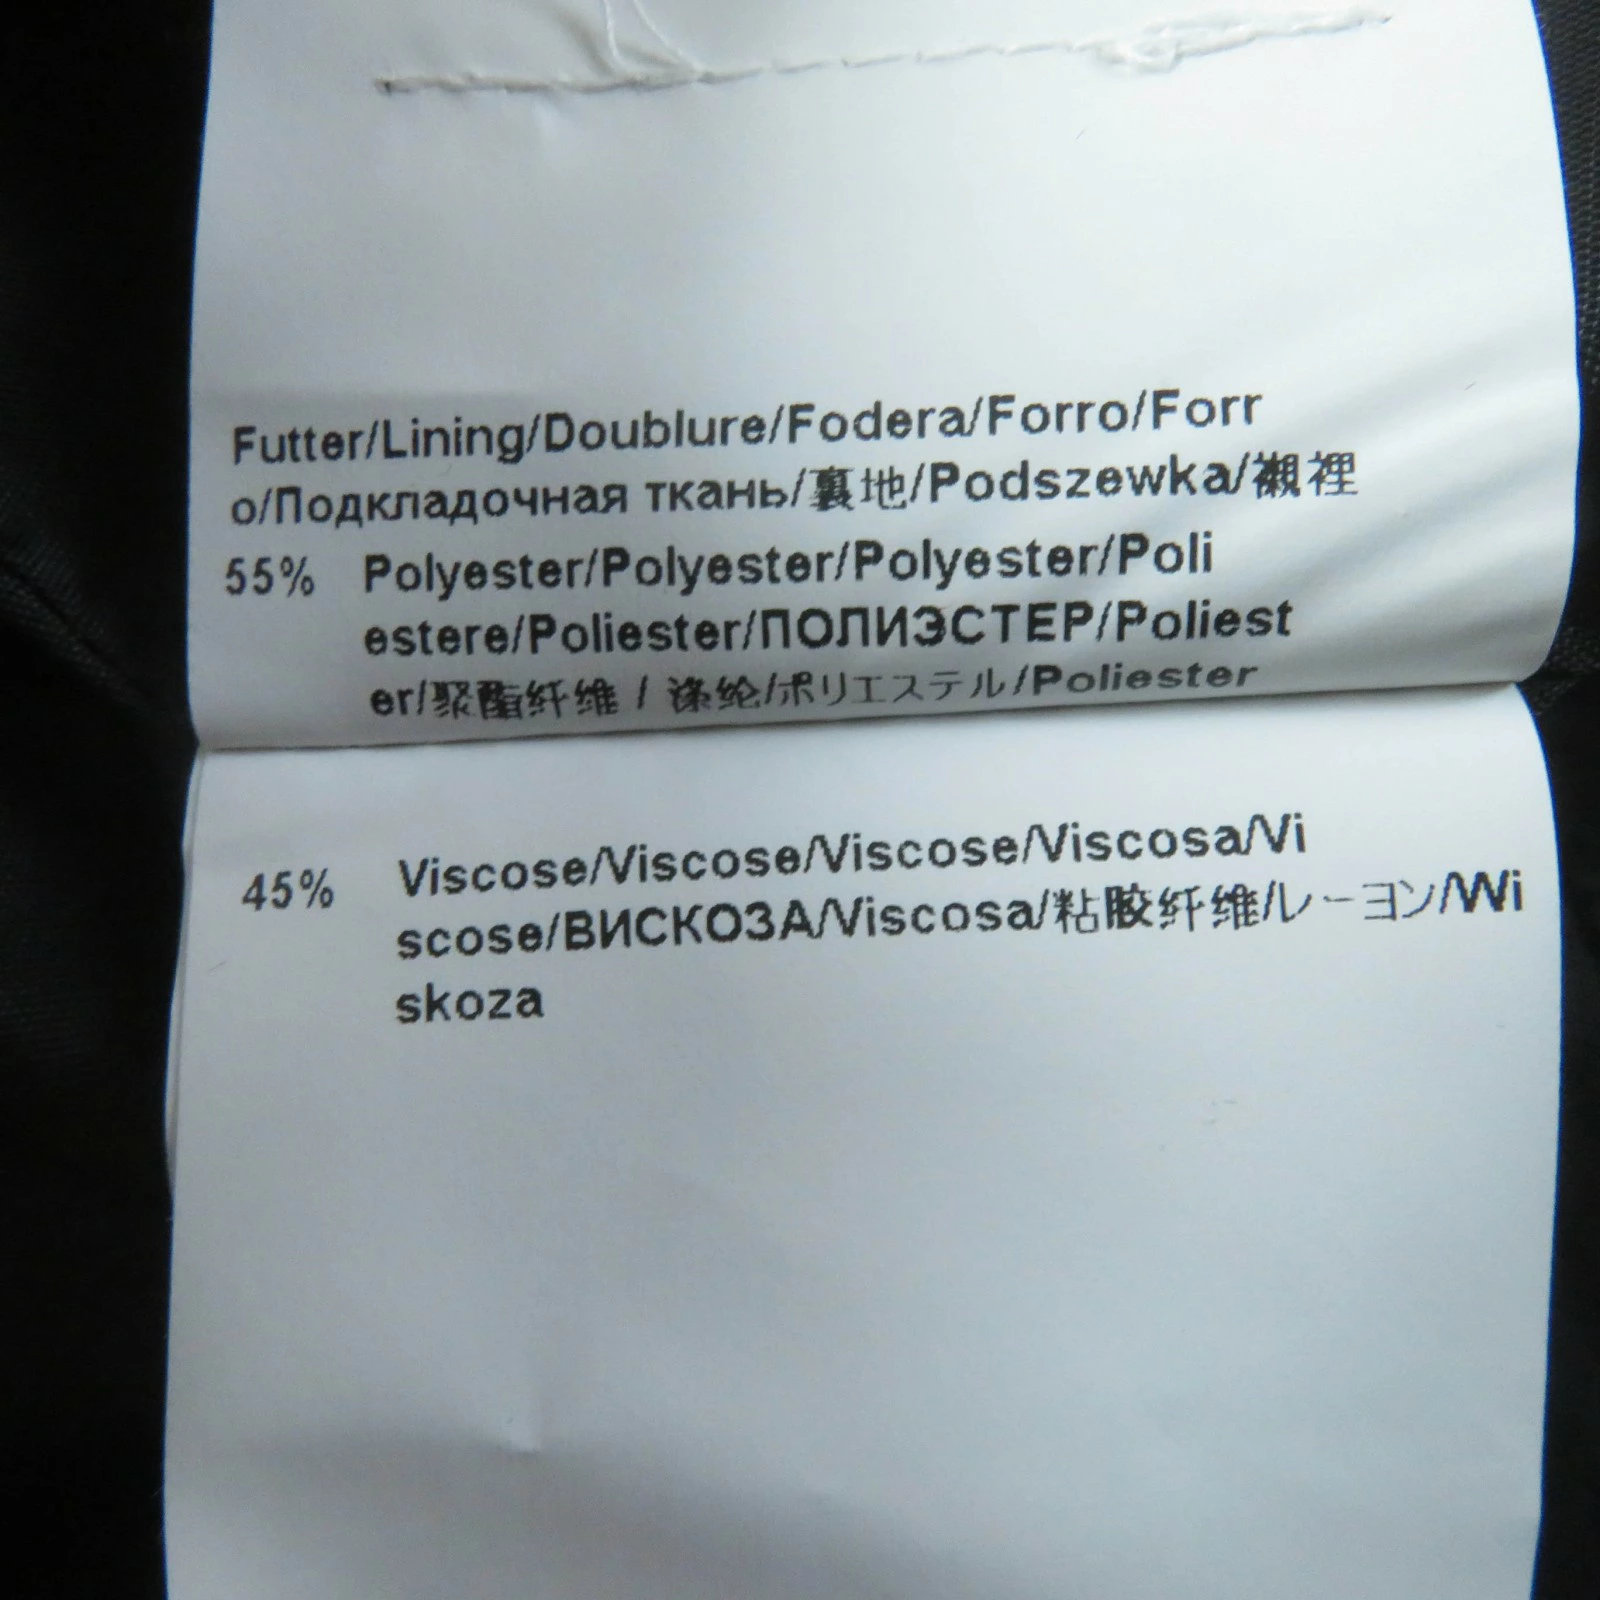 Futter/Lining/Doublure/Fodera/Forro/Forr
o/Подкладочная ткань/裏地/Podszewka/襯裡
55% Polyester/Polyester/Polyester/Poli
estere/Poliester/ПОЛИЭСТЕР/Poliest
er/聚酯纤维 / 涤纶/ポリエステル/Poliester
45% Viscose/Viscose/Viscose/Viscosa/Vi
scose/ВИСКОЗА/Viscosa/粘胶纤维/レーヨン/Wi
skoza